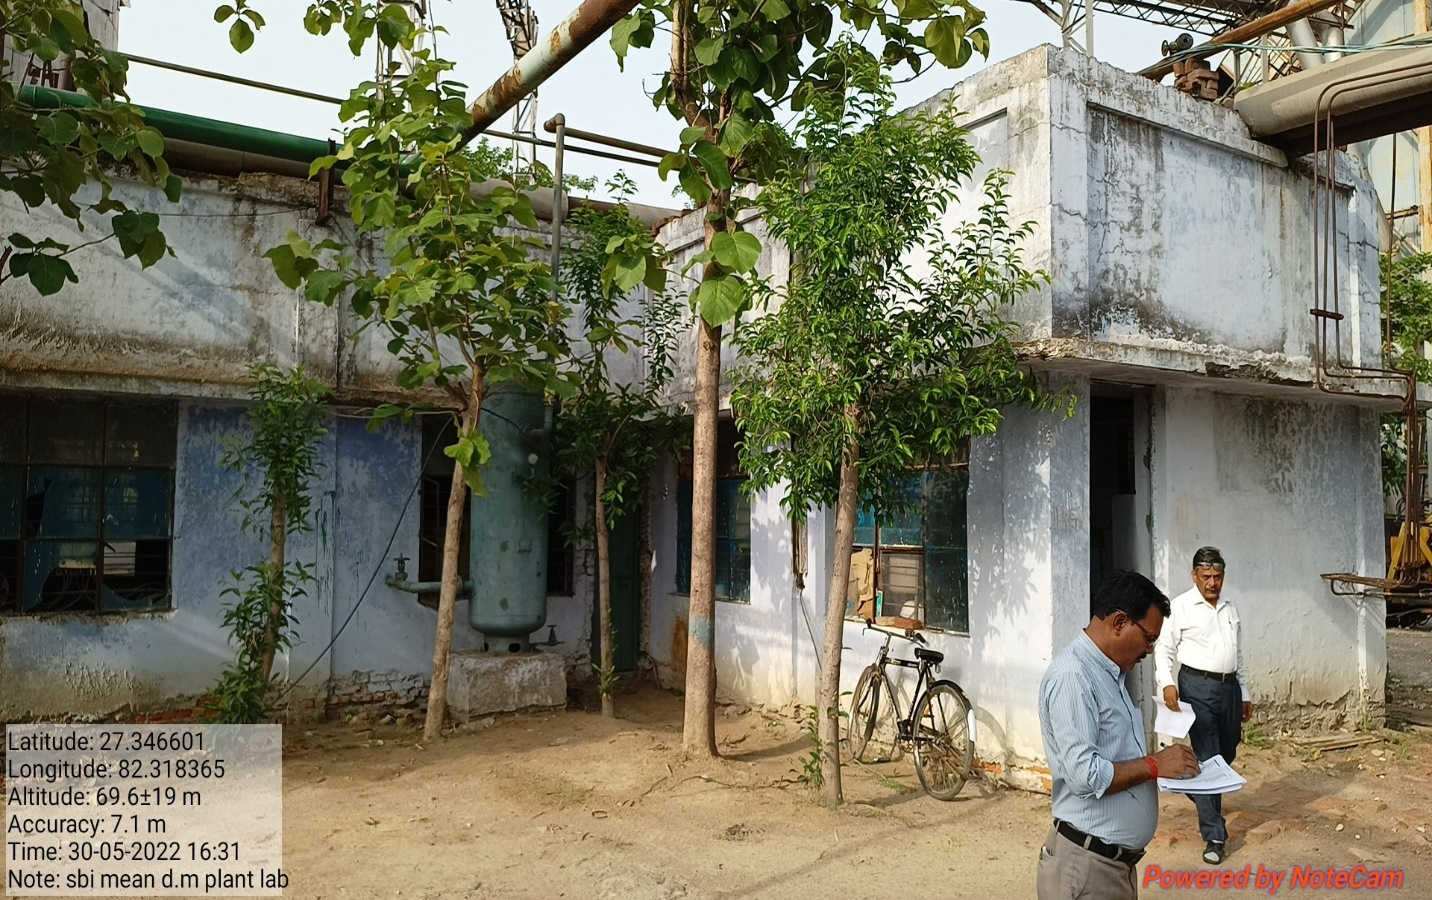 Latitude: 27.346601
Longitude: 82.318365
Altitude: 69.6±19 m
Accuracy: 7.1 m
Time: 30-05-2022 16:31
Note: sbi mean d.m plant lab
Powered by NoteCam